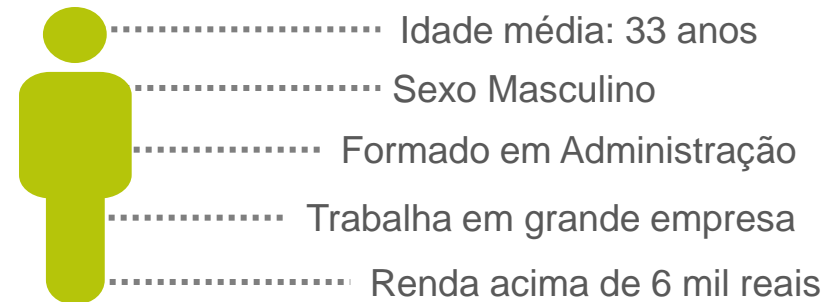 Idade média: 33 anos
Sexo Masculino
Formado em Administração
Trabalha em grande empresa
Renda acima de 6 mil reais